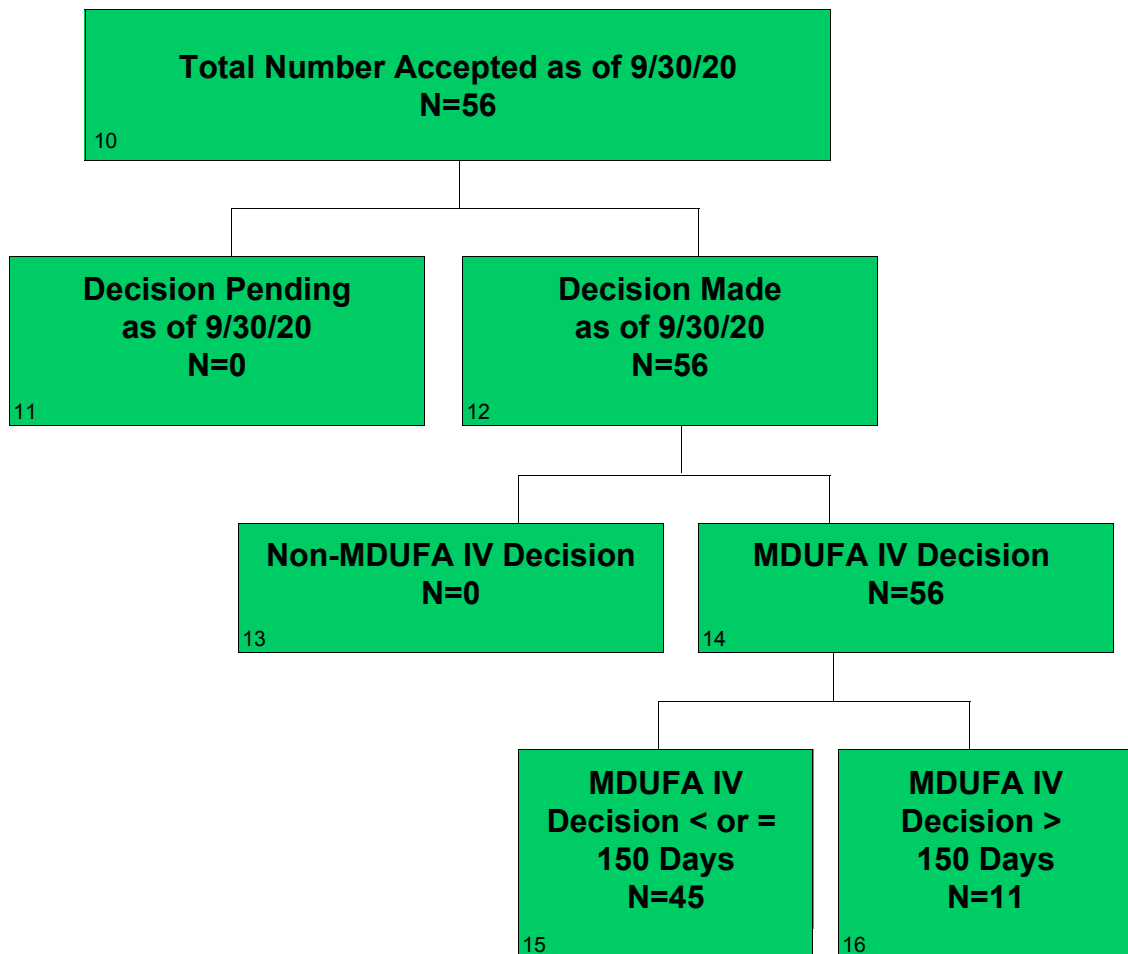 Total Number Accepted as of 9/30/20
N=56
10
Decision Pending
as of 9/30/20
N=0
11
Decision Made
as of 9/30/20
N=56
12
Non-MDUFA IV Decision
N=0
13
MDUFA IV Decision
N=56
14
MDUFA IV
Decision < or =
150 Days
N=45
15
MDUFA IV
Decision >
150 Days
N=11
16